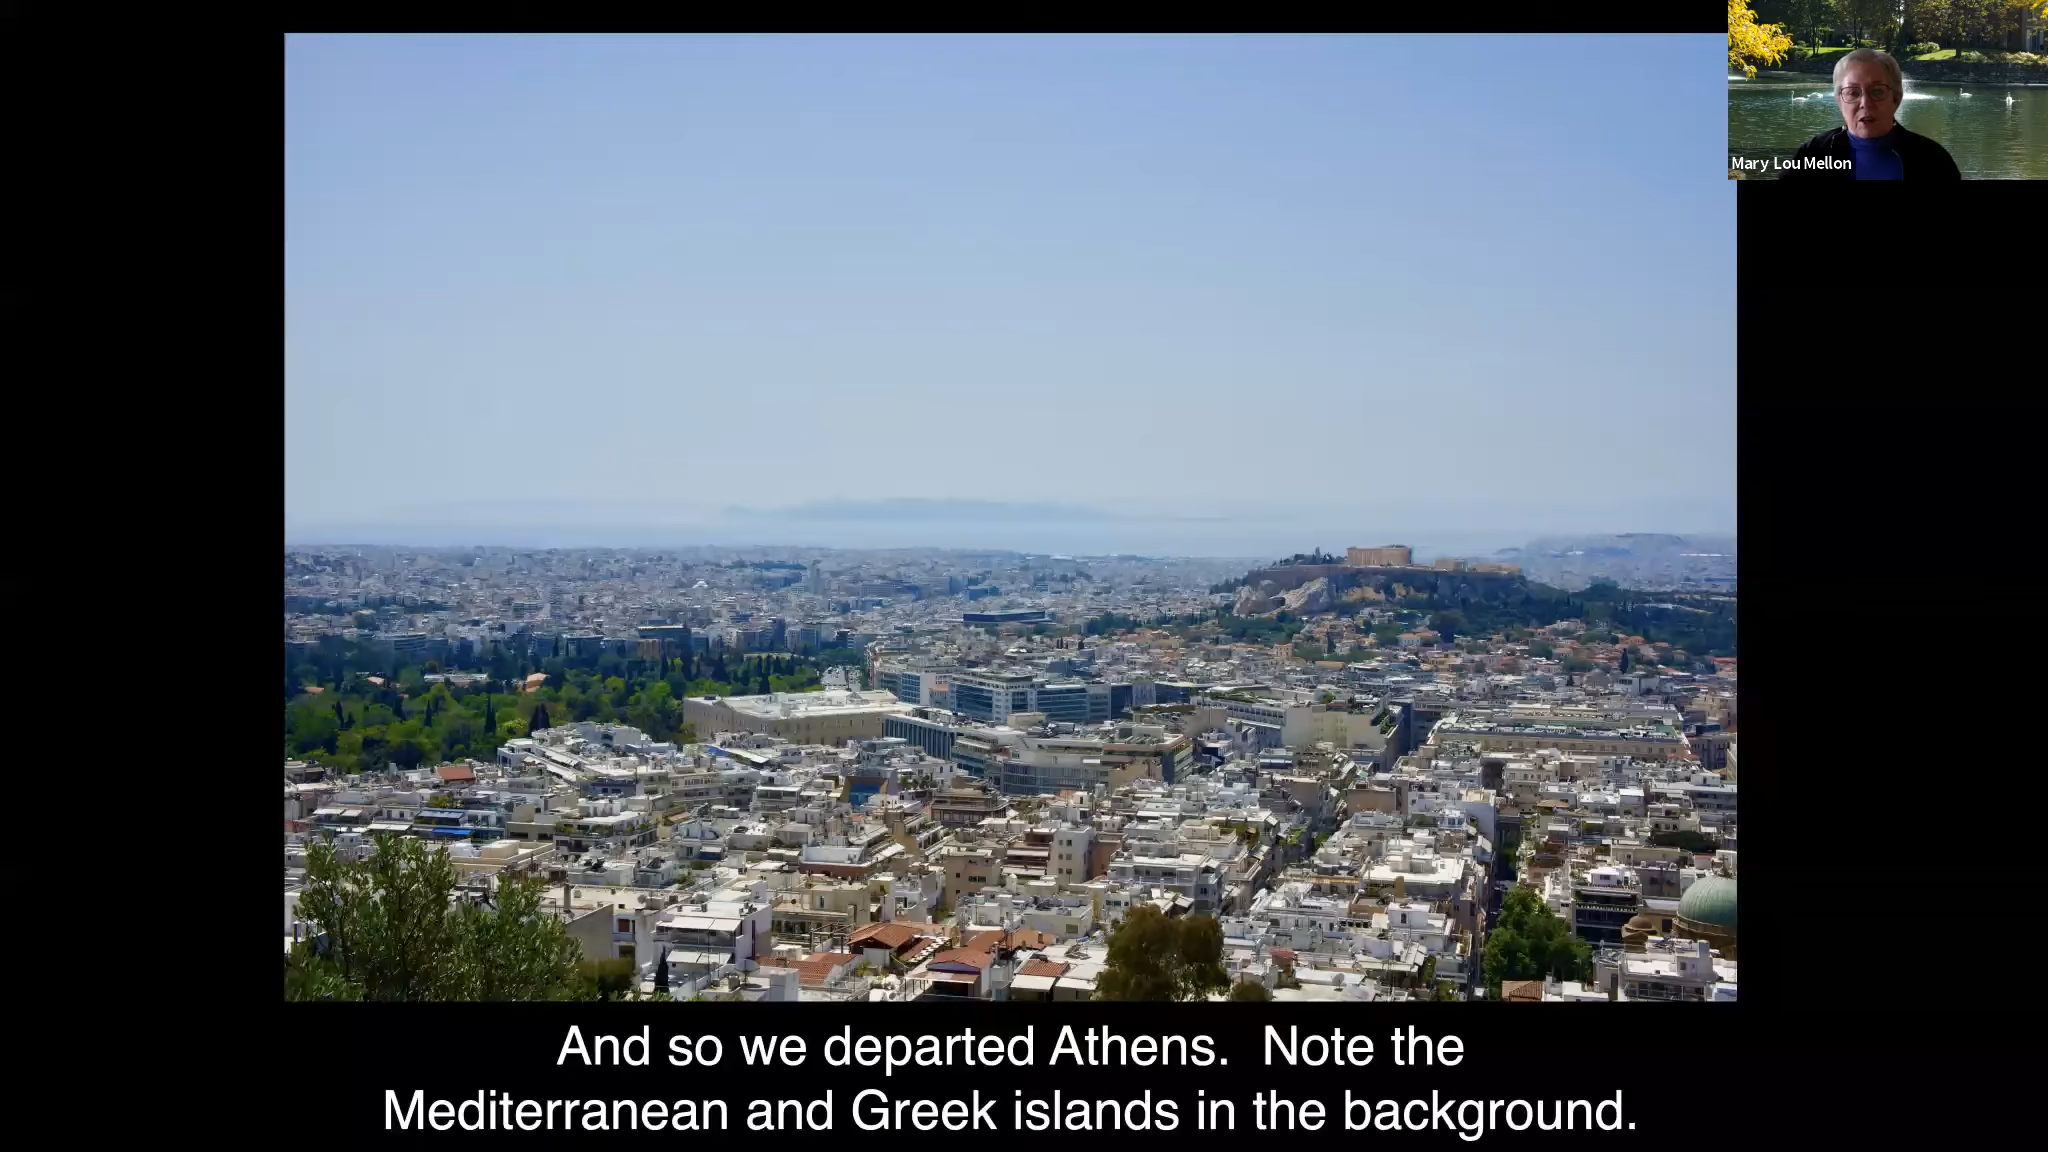 Mary Lou Mellon
And so we departed Athens.  Note the
Mediterranean and Greek islands in the background.